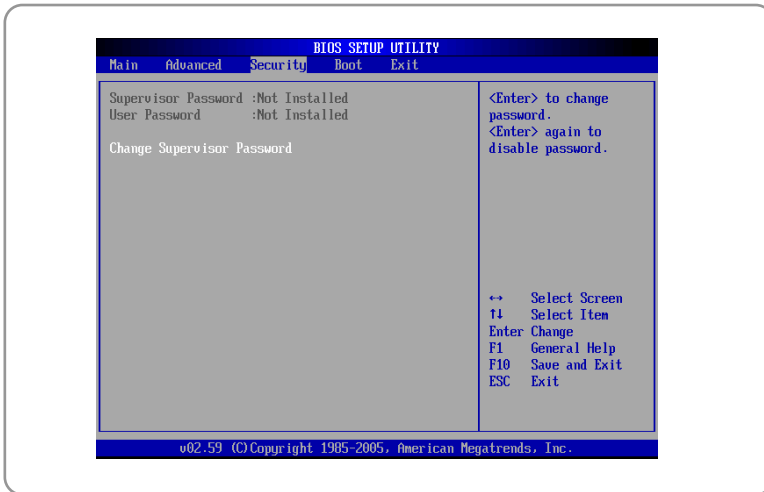 BIOS SETUP UTILITY
Main Advanced Security Boot Exit
Supervisor Password :Not Installed
User Password :Not Installed
Change Supervisor Password
<Enter> to change
password.
<Enter> again to
disable password.
↔ Select Screen
↑↓ Select Item
Enter Change
F1 General Help
F10 Save and Exit
ESC Exit
v02.59 (C)Copyright 1985-2005, American Megatrends, Inc.